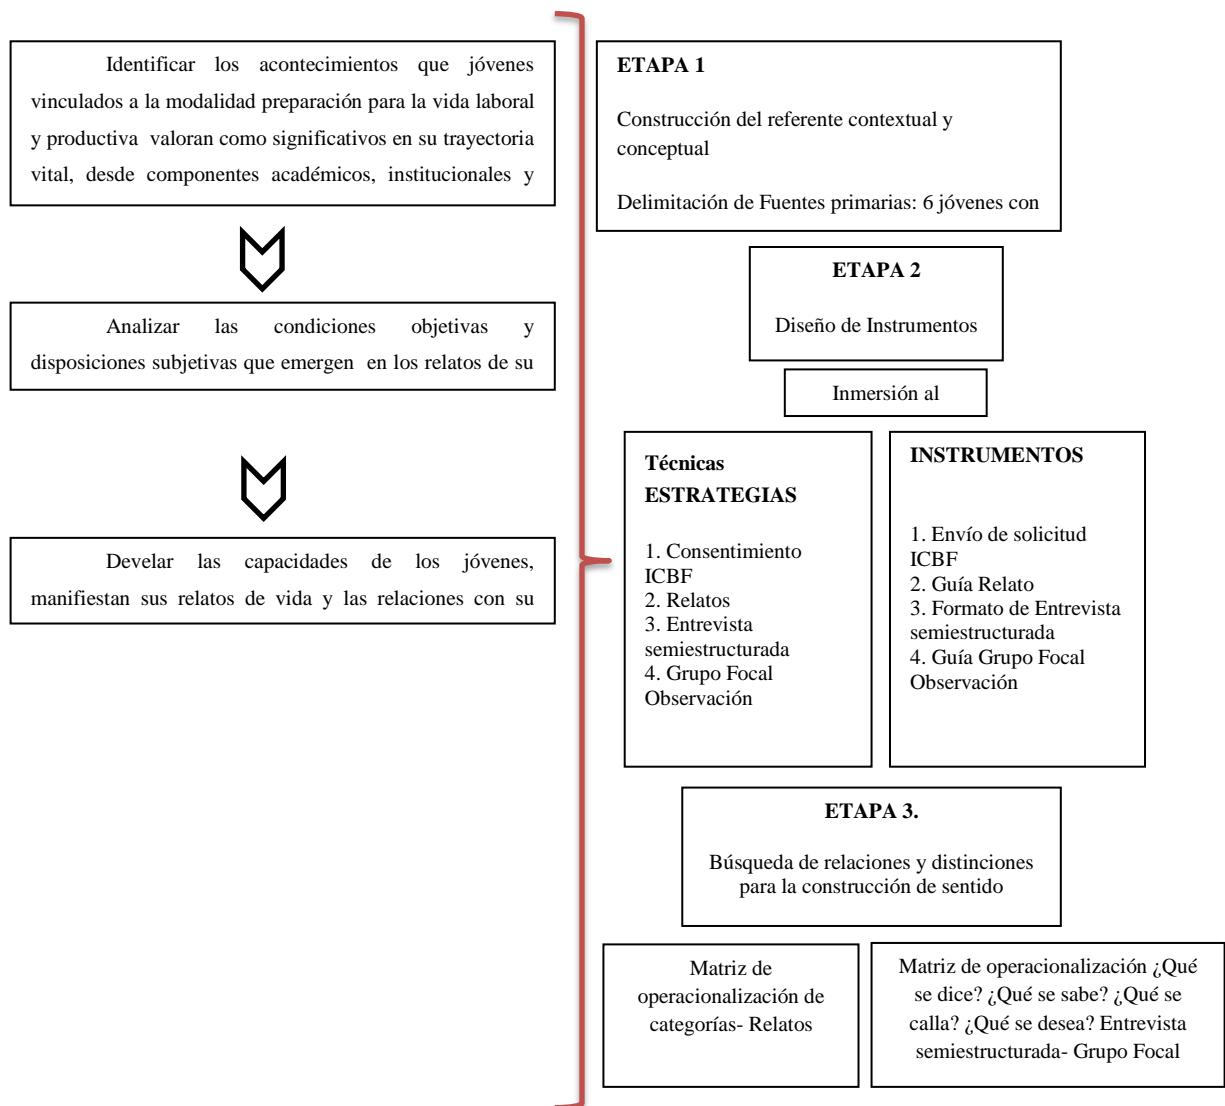 Identificar los acontecimientos que jóvenes
vinculados a la modalidad preparación para la vida laboral
y productiva valoran como significativos en su trayectoria
vital, desde componentes académicos, institucionales y
Analizar las condiciones objetivas y
disposiciones subjetivas que emergen en los relatos de su
Develar las capacidades de los jóvenes,
manifiestan sus relatos de vida y las relaciones con su
ETAPA 1
Construcción del referente contextual y
conceptual
Delimitación de Fuentes primarias: 6 jóvenes con
ETAPA 2
Diseño de Instrumentos
Inmersión al
Técnicas
ESTRATEGIAS
1. Consentimiento
ICBF
2. Relatos
3. Entrevista
semiestructurada
4. Grupo Focal
Observación
INSTRUMENTOS
1. Envío de solicitud
ICBF
2. Guía Relato
3. Formato de Entrevista
semiestructurada
4. Guía Grupo Focal
Observación
ETAPA 3.
Búsqueda de relaciones y distinciones
para la construcción de sentido
Matriz de
operacionalización de
categorías- Relatos
Matriz de operacionalización ¿Qué
se dice? ¿Qué se sabe? ¿Qué se
calla? ¿Qué se desea? Entrevista
semiestructurada- Grupo Focal